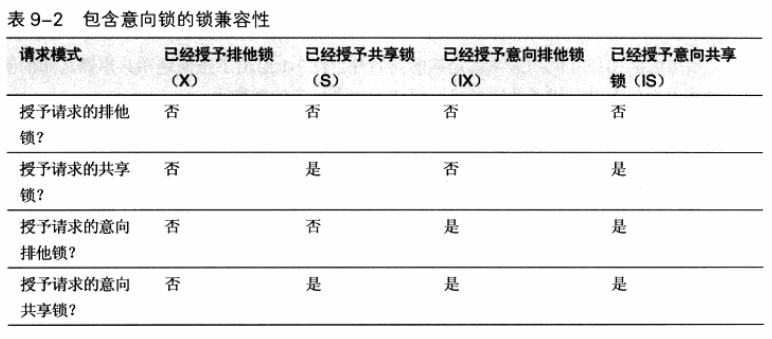 表 9-2 包含意向锁的锁兼容性
请求模式 已经授予排他锁 已经授予共享锁 已经授予意向排他锁 已经授予意向共享
（X） （S） （IX） 锁（IS）
授予请求的排他 否 否 否 否
锁?
授予请求的共享 否 是 否 是
锁?
授予请求的意向 否 否 是 是
排他锁?
授予请求的意向 否 是 是 是
共享锁?